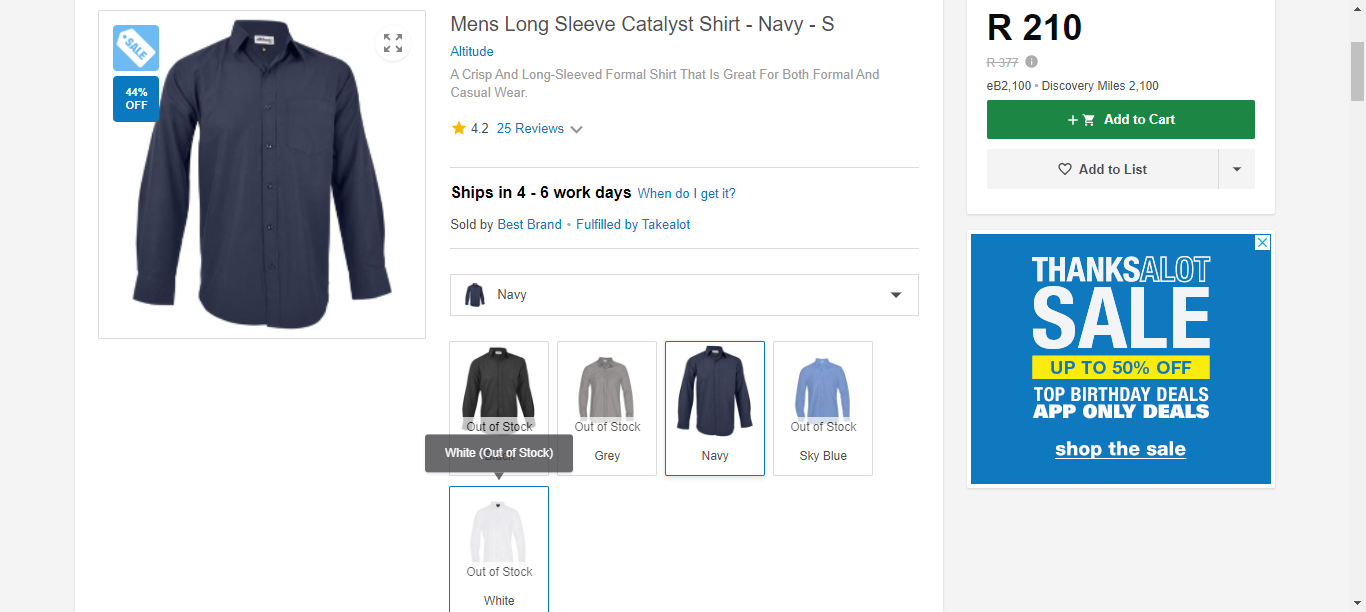 SALE
44%
OFF
Mens Long Sleeve Catalyst Shirt - Navy - S
Altitude
A Crisp And Long-Sleeved Formal Shirt That Is Great For Both Formal And
Casual Wear.
4.2 25 Reviews
Ships in 4 - 6 work days When do I get it?
Sold by Best Brand • Fulfilled by Takealot
Navy
Out of Stock
Out of Stock
Grey
Navy
Out of Stock
Sky Blue
White (Out of Stock)
Out of Stock
White
R 210
R 377
eB2,100 • Discovery Miles 2,100
+ Add to Cart
Add to List
THANKSALOT
SALE
UP TO 50% OFF
TOP BIRTHDAY DEALS
APP ONLY DEALS
shop the sale